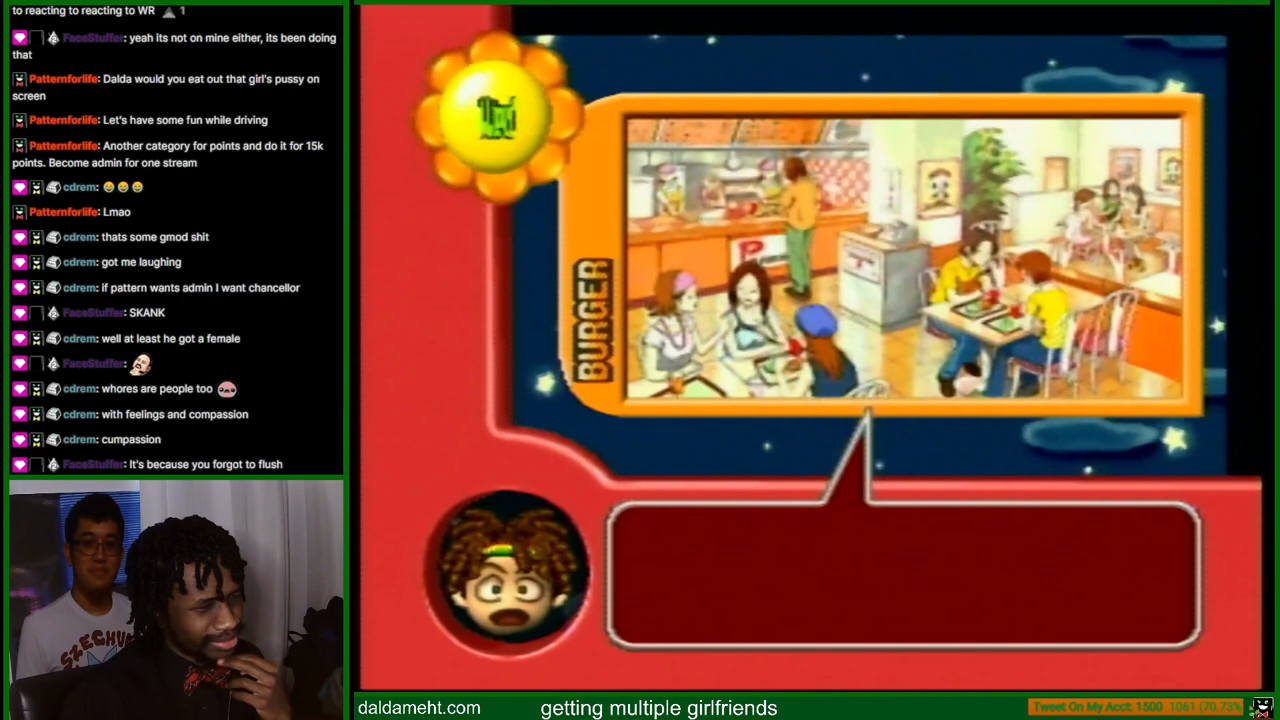 to reacting to reacting to WR 1
FaceStuffer: yeah its not on mine either, its been doing
that
Patternforlife: Dalda would you eat out that girl's pussy on
screen
Patternforlife: Let's have some fun while driving
Patternforlife: Another category for points and do it for 15k
points. Become admin for one stream
cdrem:
Patternforlife: Lmao
cdrem: thats some gmod shit
cdrem: got me laughing
cdrem: if pattern wants admin I want chancellor
FaceStuffer: SKANK
cdrem: well at least he got a female
FaceStuffer:
cdrem: whores are people too
cdrem: with feelings and compassion
cdrem: cumpassion
FaceStuffer: It's because you forgot to flush
BURGER
P
SZECHU
daldameht.com
getting multiple girlfriends
Tweet On My Acct: 1500 1061 (70.73%